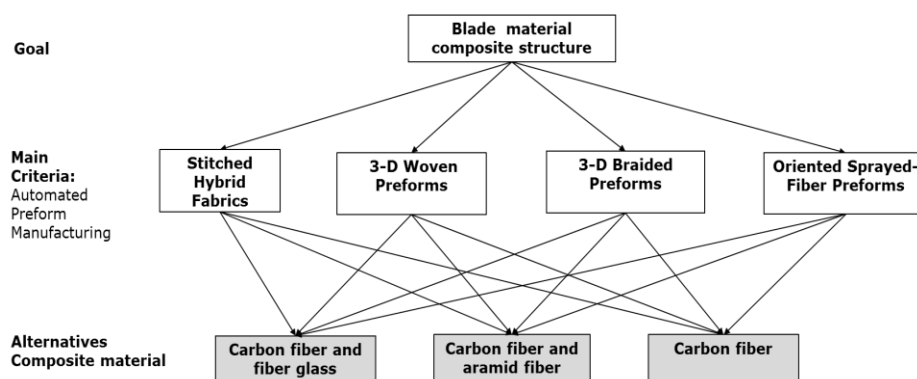 Goal
Blade material
composite structure
Main
Criteria:
Automated
Preform
Manufacturing
Stitched
Hybrid
Fabrics
3-D Woven
Preforms
3-D Braided
Preforms
Oriented Sprayed-
Fiber Preforms
Alternatives
Composite material
Carbon fiber and
fiber glass
Carbon fiber and
aramid fiber
Carbon fiber